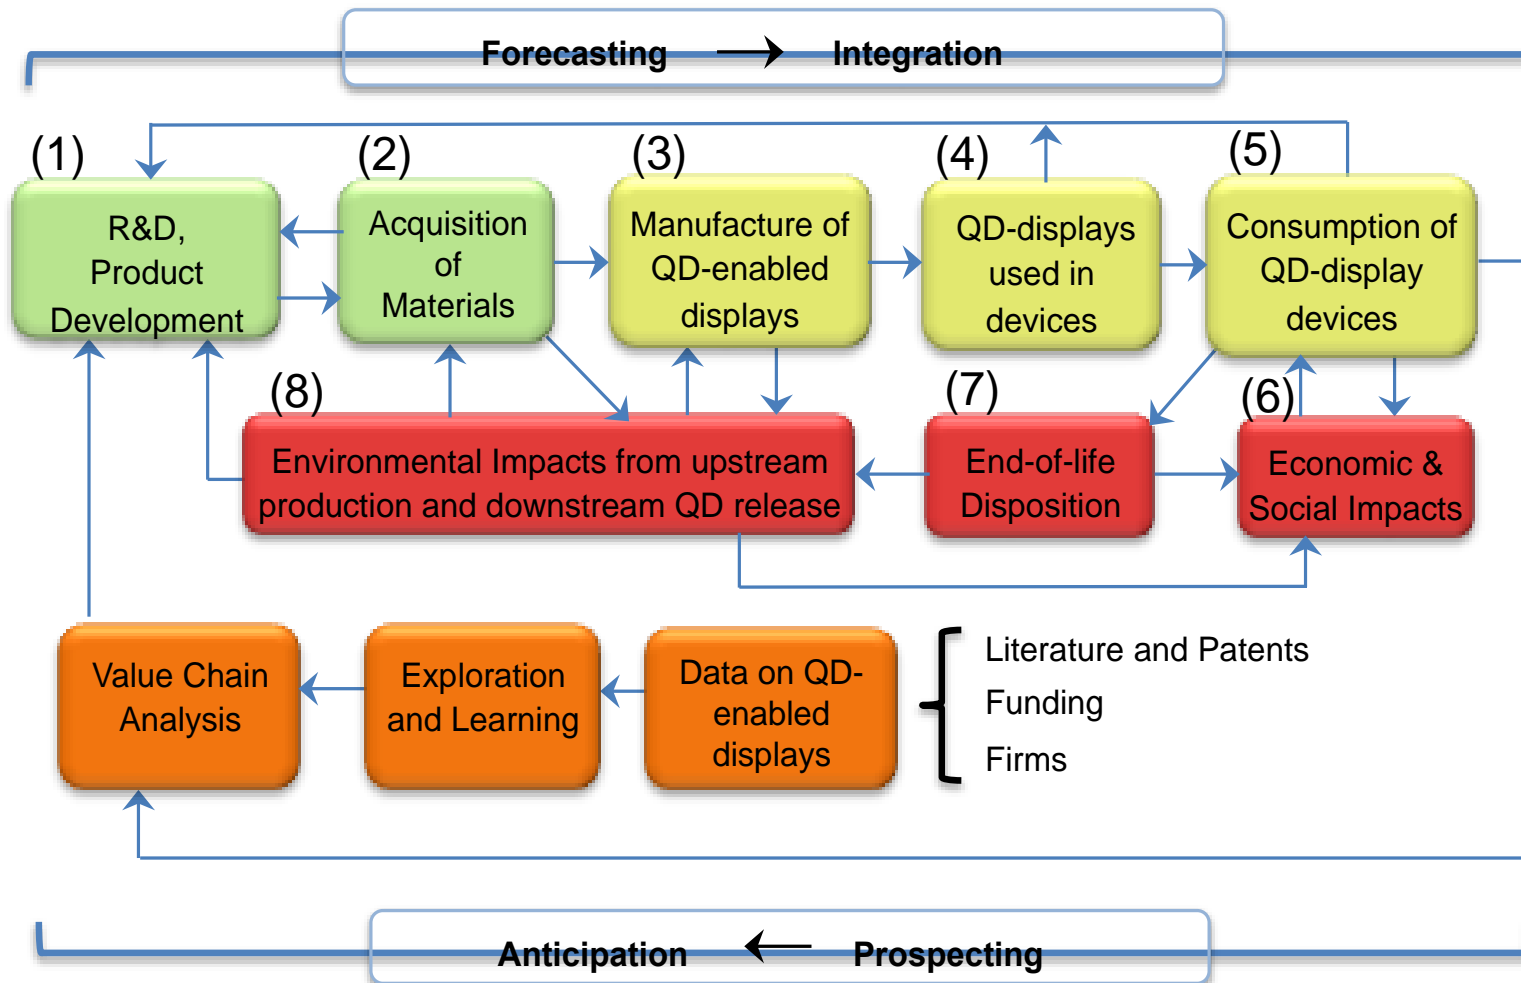 Forecasting Integration
(1)
(2)
(3)
(4)
(5)
R&D,
Product
Development
Acquisition
of
Materials
Manufacture of
QD-enabled
displays
QD-displays
used in
devices
Consumption of
QD-display
devices
(8)
(7)
(6)
Environmental Impacts from upstream
production and downstream QD release
End-of-life
Disposition
Economic &
Social Impacts
Value Chain
Analysis
Exploration
and Learning
Data on QD-
enabled
displays
Literature and Patents
Funding
Firms
Anticipation Prospecting